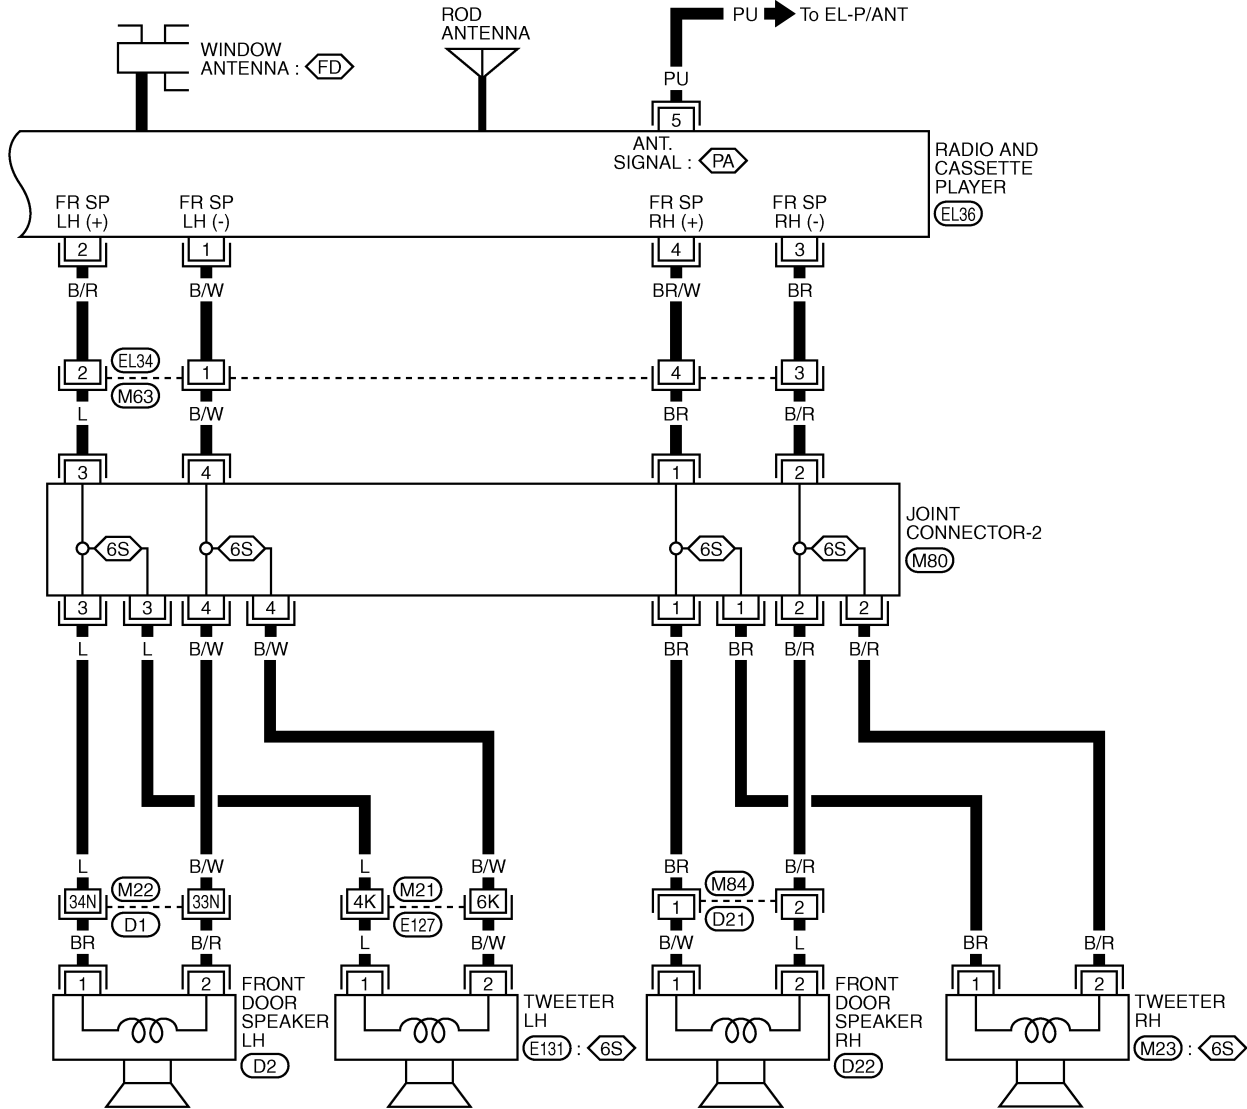 ROD
ANTENNA
PU
To EL-P/ANT
WINDOW
ANTENNA : FD
PU
5
ANT.
SIGNAL : PA
RADIO AND
CASSETTE
PLAYER
EL36
FR SP
LH (+)
FR SP
LH (-)
FR SP
RH (+)
FR SP
RH (-)
2 1 4 3
B/R B/W BR/W BR
EL34
2 1 4 3
M63
L B/W BR B/R
3 4 1 2
JOINT
CONNECTOR-2
M80
6S 6S 6S 6S
3 3 4 4 1 1 2 2
L L B/W B/W BR BR B/R B/R
L B/W L B/W BR B/R
M22 M21 M84
34N 33N 4K 6K 1 2
D1 E127 D21
BR B/R L B/W B/W L BR B/R
1 2 1 2 1 2 1 2
FRONT
DOOR
SPEAKER
LH
D2
TWEETER
LH
E131 : 6S
FRONT
DOOR
SPEAKER
RH
D22
TWEETER
RH
M23 : 6S